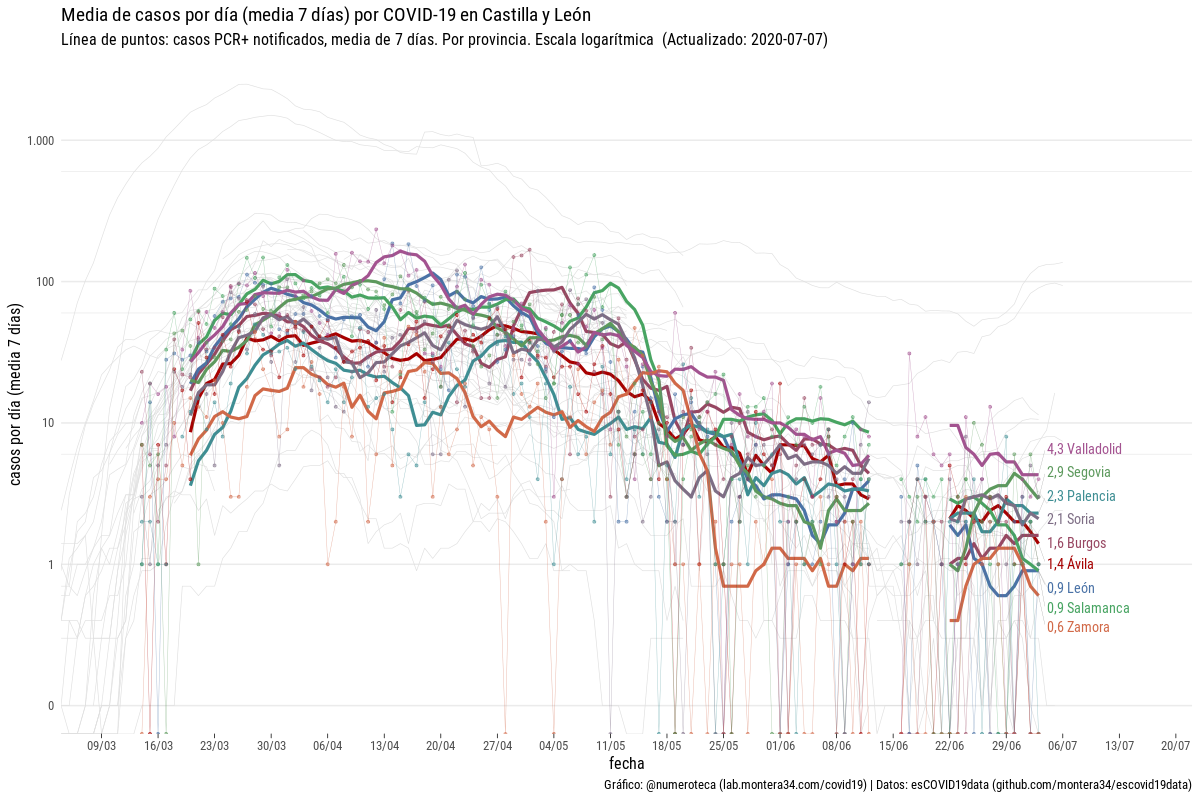 Media de casos por día (media 7 días) por COVID-19 en Castilla y León
Línea de puntos: casos PCR+ notificados, media de 7 días. Por provincia. Escala logarítmica (Actualizado: 2020-07-07)
casos por día (media 7 días)
1.000
100
10
1
0
4,3 Valladolid
2,9 Segovia
2,3 Palencia
2,1 Soria
1,6 Burgos
1,4 Ávila
0,9 León
0,9 Salamanca
0,6 Zamora
09/03 16/03 23/03 30/03 06/04 13/04 20/04 27/04 04/05 11/05 18/05 25/05 01/06 08/06 15/06 22/06 29/06 06/07 13/07 20/07
fecha
Gráfico: @numeroteca (lab.montera34.com/covid19) | Datos: esCOVID19data (github.com/montera34/escovid19data)